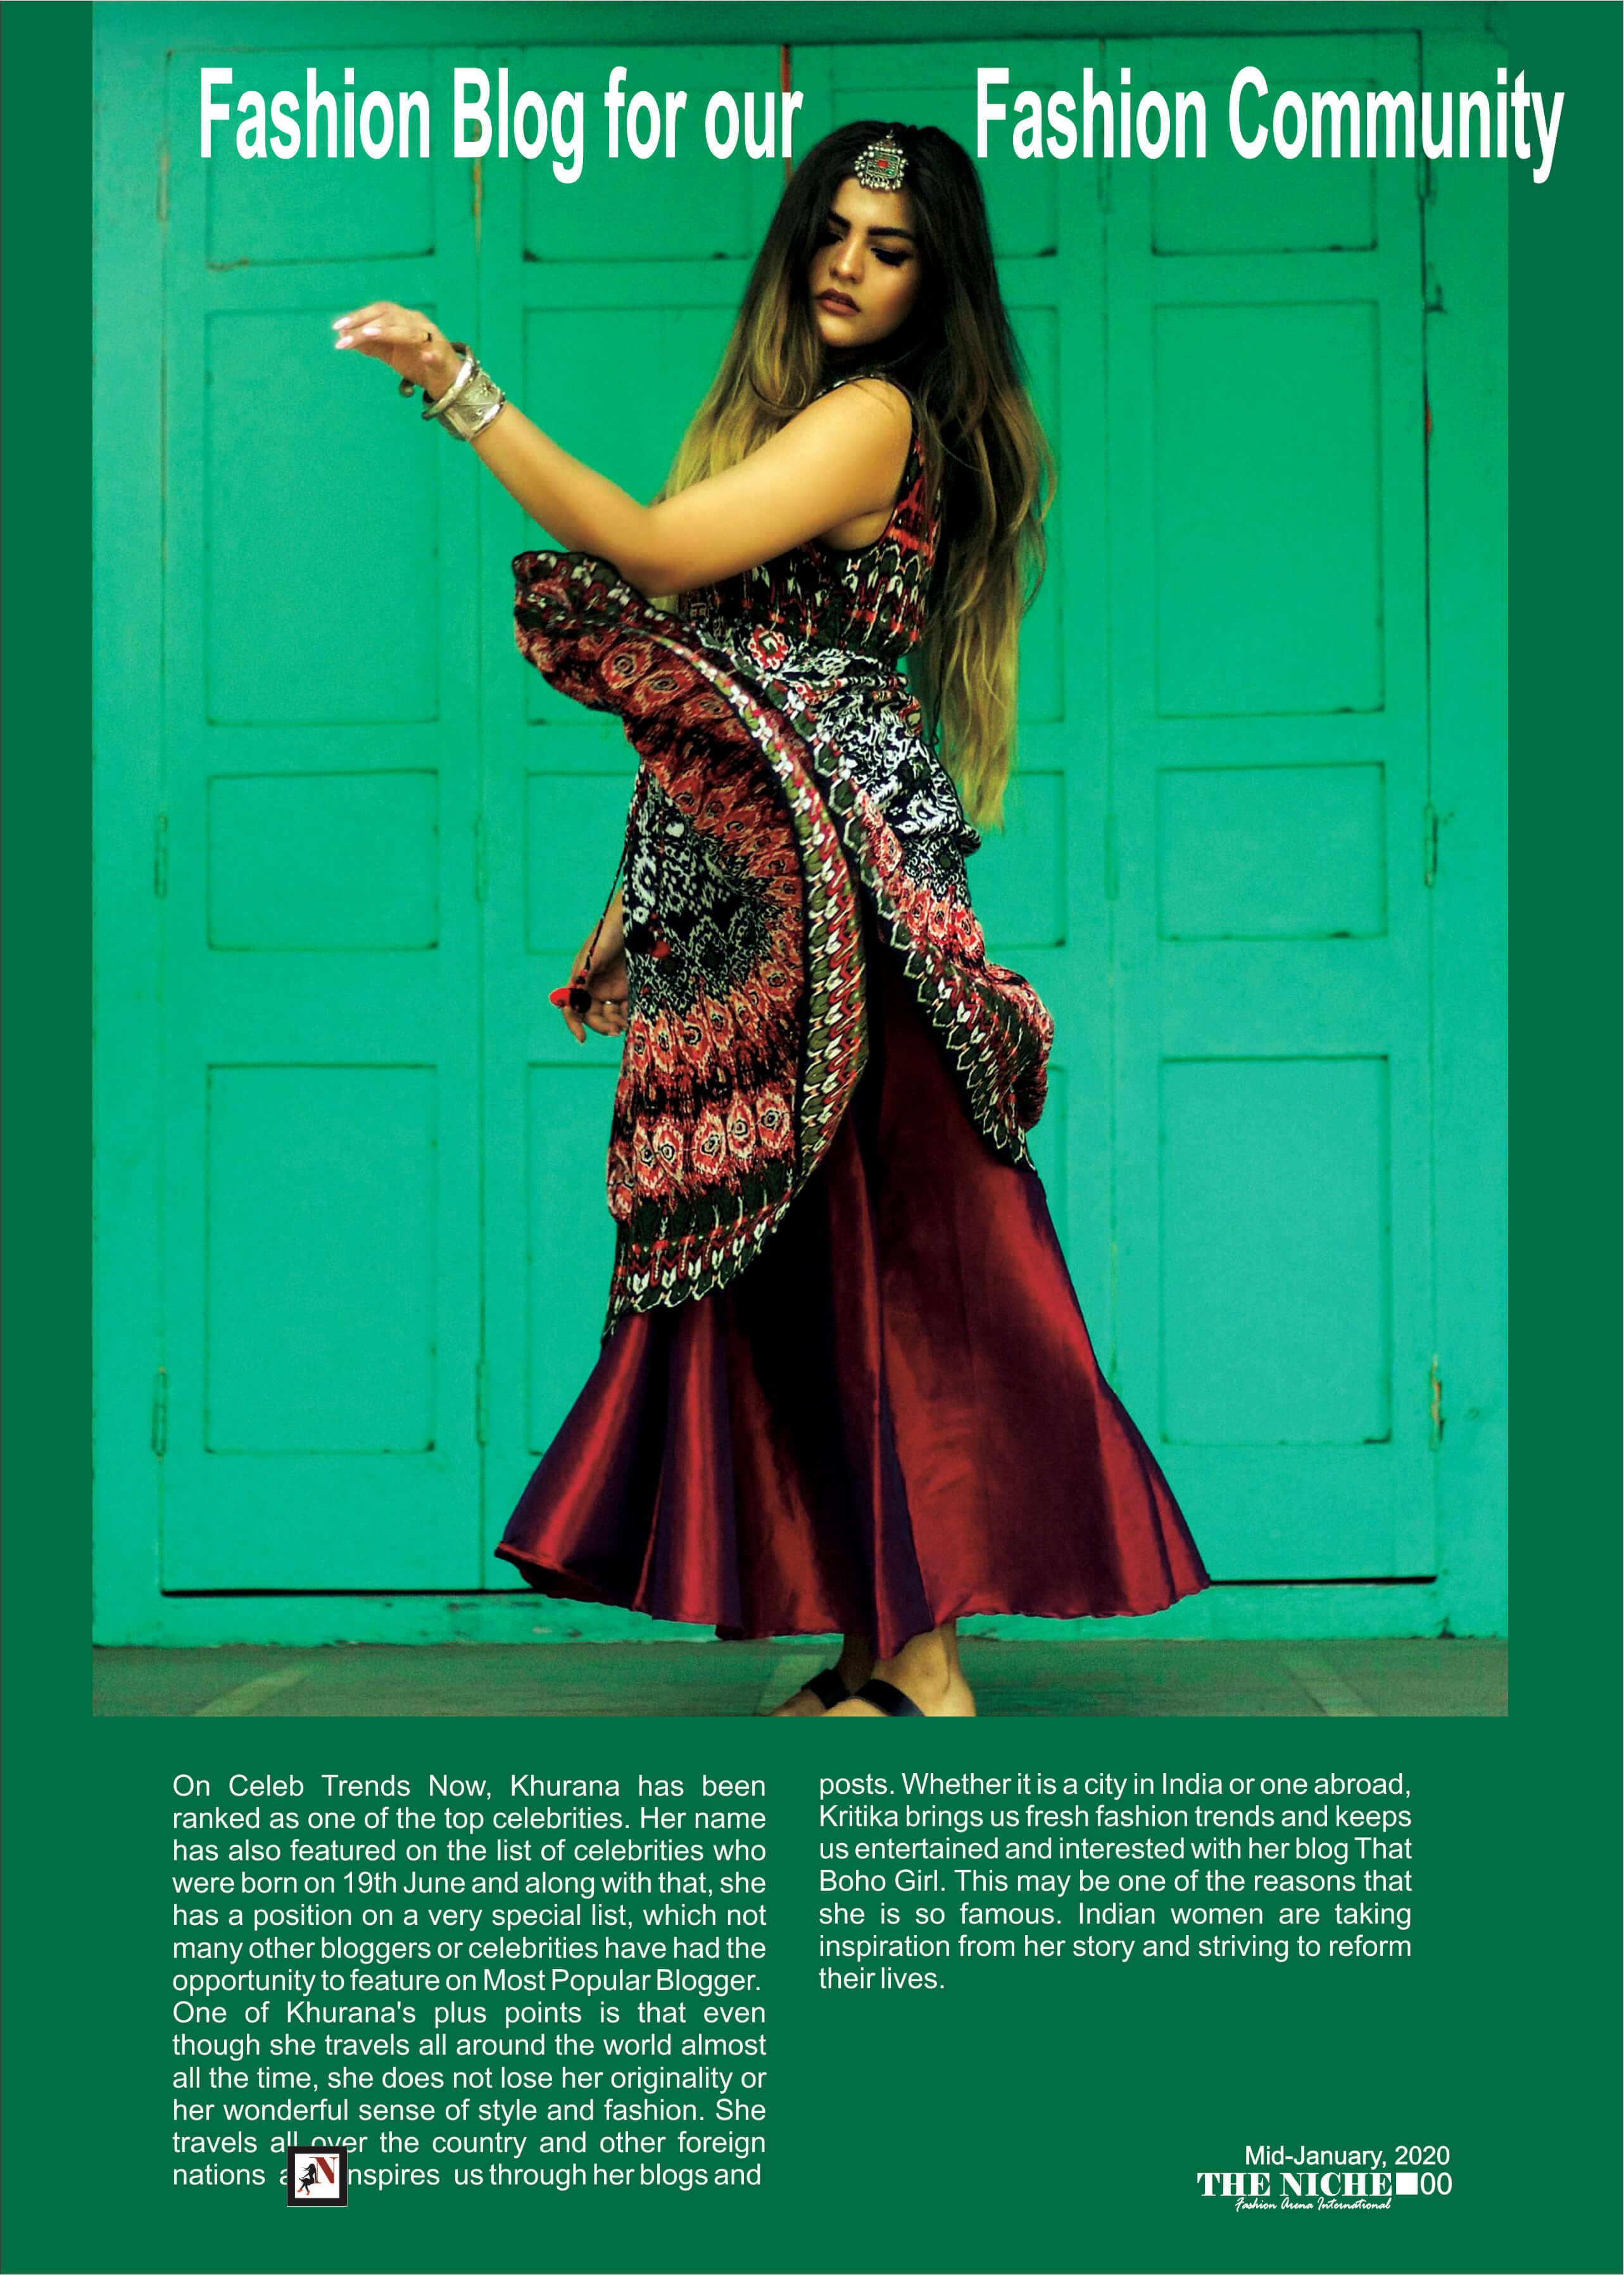 Fashion Blog for our Fashion Community
On Celeb Trends Now, Khurana has been
ranked as one of the top celebrities. Her name
has also featured on the list of celebrities who
were born on 19th June and along with that, she
has a position on a very special list, which not
many other bloggers or celebrities have had the
opportunity to feature on Most Popular Blogger.
One of Khurana's plus points is that even
though she travels all around the world almost
all the time, she does not lose her originality or
her wonderful sense of style and fashion. She
travels all over the country and other foreign
nations nspires us through her blogs and
posts. Whether it is a city in India or one abroad,
Kritika brings us fresh fashion trends and keeps
us entertained and interested with her blog That
Boho Girl. This may be one of the reasons that
she is so famous. Indian women are taking
inspiration from her story and striving to reform
their lives.
N
Mid-January, 2020
THE NICHE 00
Fashion Arena International